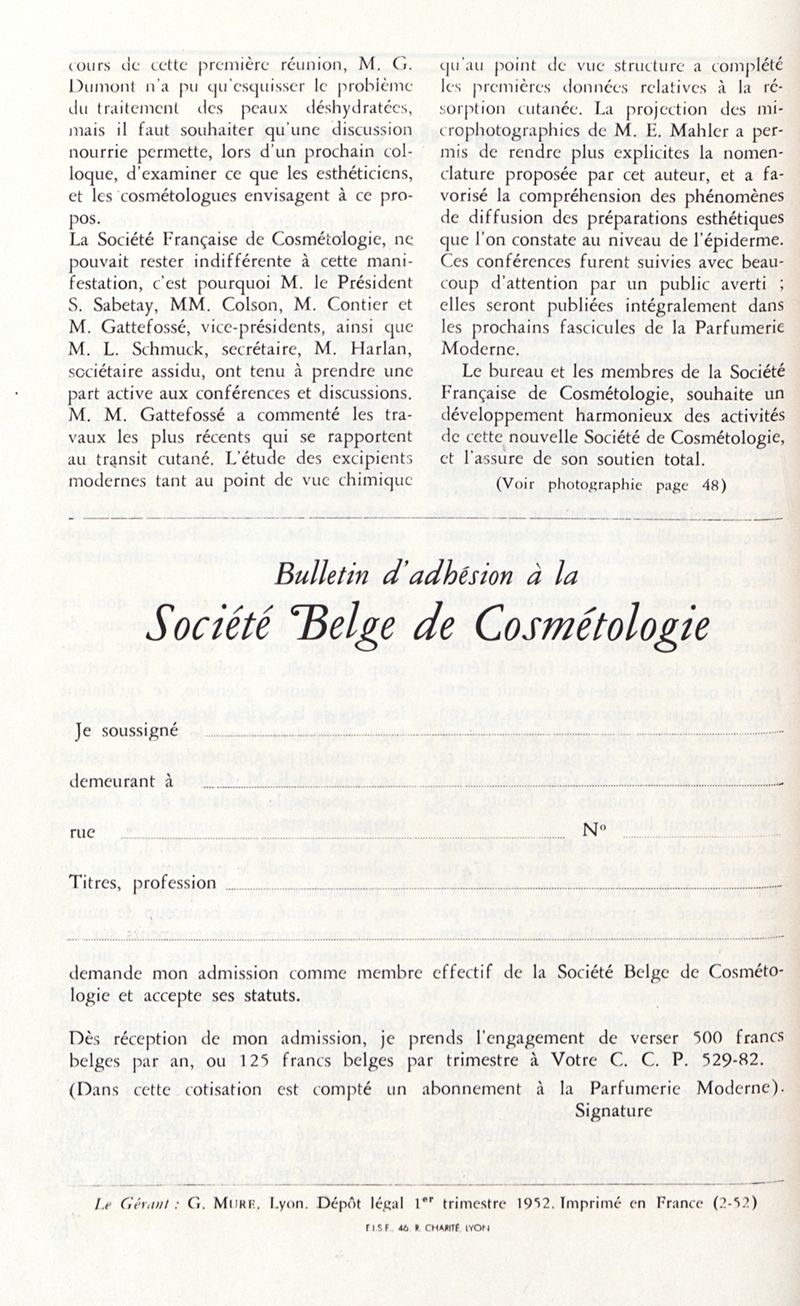 cours de cette première réunion, M. G.
Dumont n'a pu qu'esquisser le problème
du traitement des peaux déshydratées,
mais il faut souhaiter qu'une discussion
nourrie permette, lors d'un prochain col-
loque, d'examiner ce que les esthéticiens,
et les cosmétologues envisagent à ce pro-
pos.
La Société Française de Cosmétologie, ne
pouvait rester indifférente à cette mani-
festation, c'est pourquoi M. le Président
S. Sabetay, MM. Colson, M. Contier et
M. Gattefossé, vice-présidents, ainsi que
M. L. Schmuck, secrétaire, M. Harlan,
sociétaire assidu, ont tenu à prendre une
part active aux conférences et discussions.
M. M. Gattefossé a commenté les tra-
vaux les plus récents qui se rapportent
au transit cutané. L'étude des excipients
modernes tant au point de vue chimique
qu'au point de vue structure a complété
les premières données relatives à la ré-
sorption cutanée. La projection des mi-
crophotographies de M. E. Mahler a per-
mis de rendre plus explicites la nomen-
clature proposée par cet auteur, et a fa-
vorisé la compréhension des phénomènes
de diffusion des préparations esthétiques
que l'on constate au niveau de l'épiderme.
Ces conférences furent suivies avec beau-
coup d'attention par un public averti ;
elles seront publiées intégralement dans
les prochains fascicules de la Parfumerie
Moderne.
Le bureau et les membres de la Société
Française de Cosmétologie, souhaite un
développement harmonieux des activités
de cette nouvelle Société de Cosmétologie,
et l'assure de son soutien total.
(Voir photographie page 48)
Bulletin d'adhésion à la
Société Belge de Cosmétologie
Je soussigné
demeurant à
rue N°
Titres, profession
demande mon admission comme membre effectif de la Société Belge de Cosméto-
logie et accepte ses statuts.
Dès réception de mon admission, je prends l'engagement de verser 500 francs
belges par an, ou 125 francs belges par trimestre à Votre C. C. P. 529-82.
(Dans cette cotisation est compté un abonnement à la Parfumerie Moderne).
Signature
Le Gérant : G. MURE, Lyon. Dépôt légal 1er trimestre 1952. Imprimé en France (2-52)
F.I.S.F., 46, R. CHARITÉ, LYON